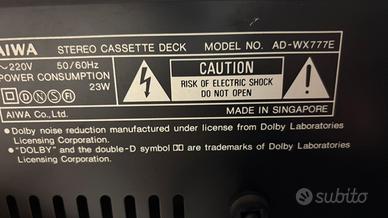 AIWA STEREO CASSETTE DECK MODEL NO. AD-WX777E
~220V 50/60Hz
POWER CONSUMPTION
23W
CAUTION
RISK OF ELECTRIC SHOCK
DO NOT OPEN
AIWA Co., Ltd.
MADE IN SINGAPORE
● Dolby noise reduction manufactured under license from Dolby Laboratories
Licensing Corporation.
● "DOLBY" and the double-D symbol are trademarks of Dolby Laboratories
Licensing Corporation.
subito